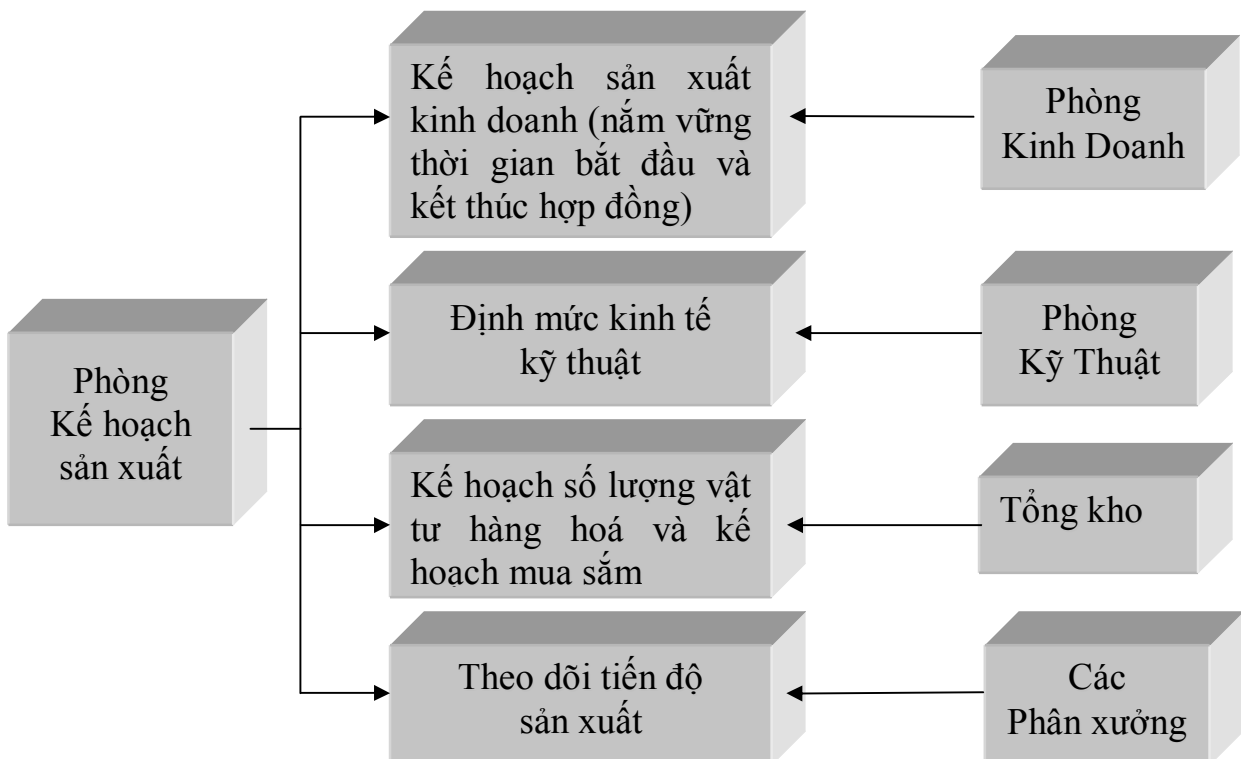 Kế hoạch sản xuất
kinh doanh (nắm vững
thời gian bắt đầu và
kết thúc hợp đồng)
Phòng
Kinh Doanh
Định mức kinh tế
kỹ thuật
Phòng
Kỹ Thuật
Phòng
Kế hoạch
sản xuất
Kế hoạch số lượng vật
tư hàng hoá và kế
hoạch mua sắm
Tổng kho
Theo dõi tiến độ
sản xuất
Các
Phân xưởng